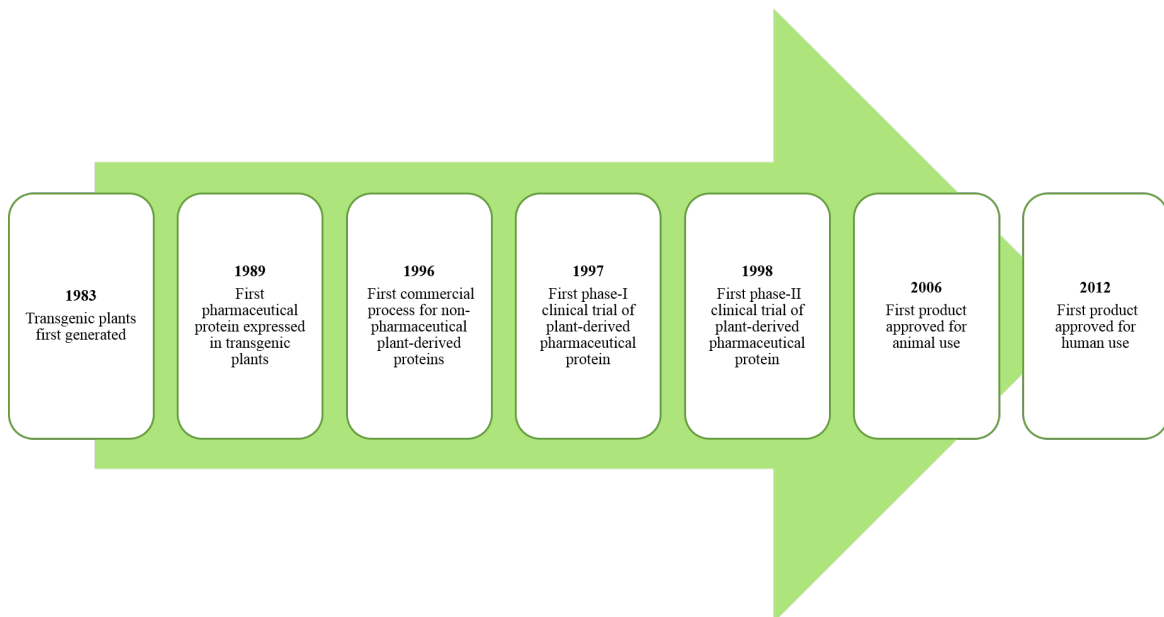 1983
Transgenic plants
first generated
1989
First
pharmaceutical
protein expressed
in transgenic
plants
1996
First commercial
process for non-
pharmaceutical
plant-derived
proteins
1997
First phase-I
clinical trial of
plant-derived
pharmaceutical
protein
1998
First phase-II
clinical trial of
plant-derived
pharmaceutical
protein
2006
First product
approved for
animal use
2012
First product
approved for
human use